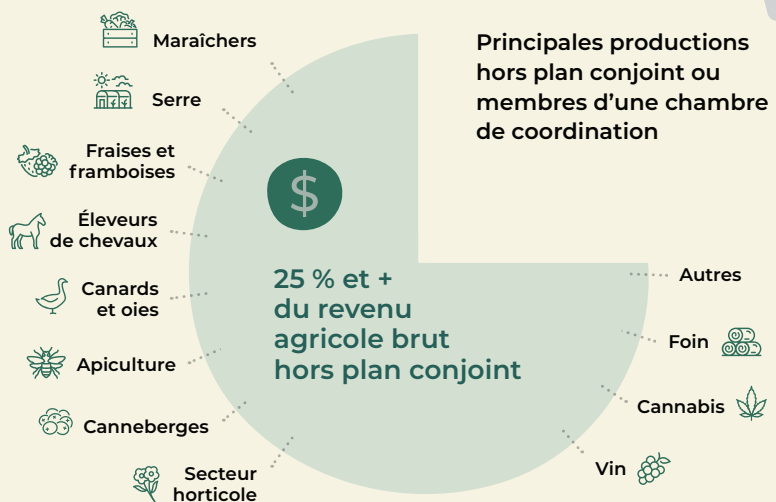 Principales productions
hors plan conjoint ou
membres d’une chambre
de coordination
Maraîchers
Serre
Fraises et
framboises
Éleveurs
de chevaux
Canards
et oies
Apiculture
Canneberges
Secteur
horticole
$
25 % et +
du revenu
agricole brut
hors plan conjoint
Autres
Foin
Cannabis
Vin